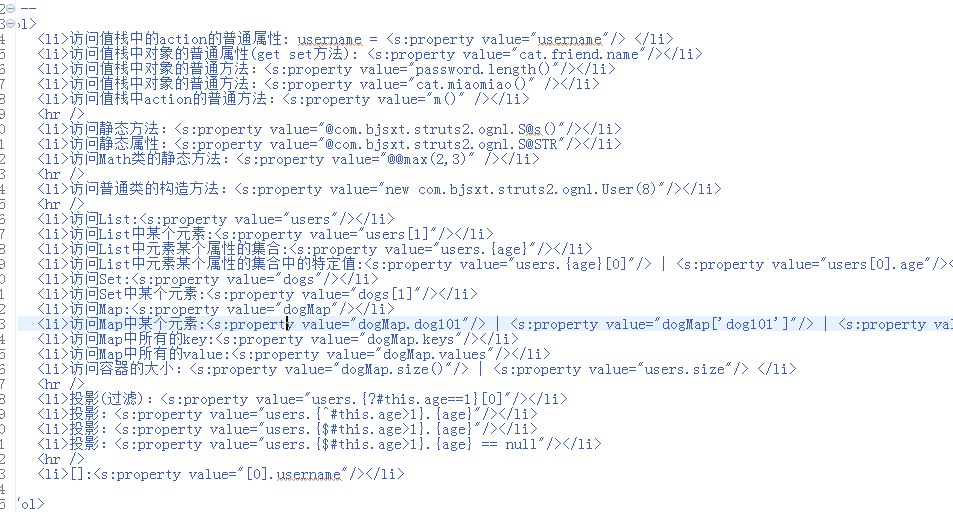 2 --
3 ol>
4 <li>访问值栈中的action的普通属性: username = <s:property value="username"/> </li>
5 <li>访问值栈中对象的普通属性(get set方法): <s:property value="cat.friend.name"/></li>
6 <li>访问值栈中对象的普通方法: <s:property value="password.length()"/></li>
7 <li>访问值栈中对象的普通方法: <s:property value="cat.miaomiao()" /></li>
8 <li>访问值栈中action的普通方法: <s:property value="m()" /></li>
9 <hr />
0 <li>访问静态方法: <s:property value="@com.bjsxt.struts2.ognl.S@s()"/></li>
1 <li>访问静态属性: <s:property value="@com.bjsxt.struts2.ognl.S@STR"/></li>
2 <li>访问Math类的静态方法: <s:property value="@@max(2,3)" /></li>
3 <hr />
4 <li>访问普通类的构造方法: <s:property value="new com.bjsxt.struts2.ognl.User(8)"/></li>
5 <hr />
6 <li>访问List:<s:property value="users"/></li>
7 <li>访问List中某个元素:<s:property value="users[1]"/></li>
8 <li>访问List中元素某个属性的集合:<s:property value="users.{age}"/></li>
9 <li>访问List中元素某个属性的集合中的特定值:<s:property value="users.{age}[0]"/> | <s:property value="users[0].age"/><
0 <li>访问Set:<s:property value="dogs"/></li>
1 <li>访问Set中某个元素:<s:property value="dogs[1]"/></li>
2 <li>访问Map:<s:property value="dogMap"/></li>
3 <li>访问Map中某个元素:<s:property value="dogMap.dog101"/> | <s:property value="dogMap['dog101']"/> | <s:property val
4 <li>访问Map中所有的key:<s:property value="dogMap.keys"/></li>
5 <li>访问Map中所有的value:<s:property value="dogMap.values"/></li>
6 <li>访问容器的大小: <s:property value="dogMap.size()"/> | <s:property value="users.size"/> </li>
7 <hr />
8 <li>投影(过滤): <s:property value="users.{?#this.age==1}[0]"/></li>
9 <li>投影: <s:property value="users.{^#this.age>1}.{age}"/></li>
0 <li>投影: <s:property value="users.{$#this.age>1}.{age}"/></li>
1 <li>投影: <s:property value="users.{$#this.age>1}.{age} == null"/></li>
2 <hr />
3 <li>[]:<s:property value="[0].username"/></li>
4
5 ol>